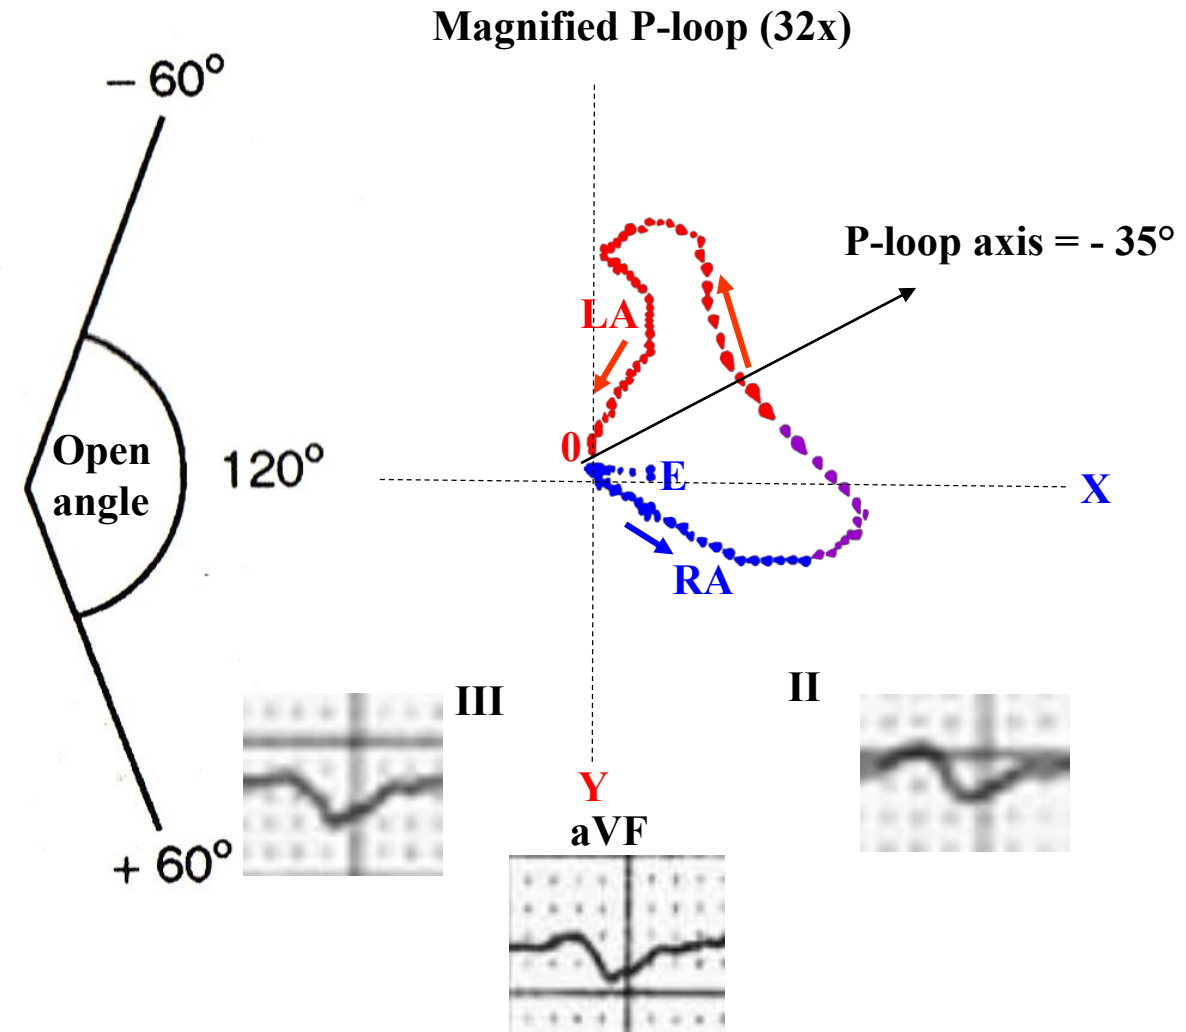 Magnified P-loop (32x)
– 60°
P-loop axis = - 35°
LA
0
Open
angle
120°
E
X
RA
III
II
Y
aVF
+ 60°